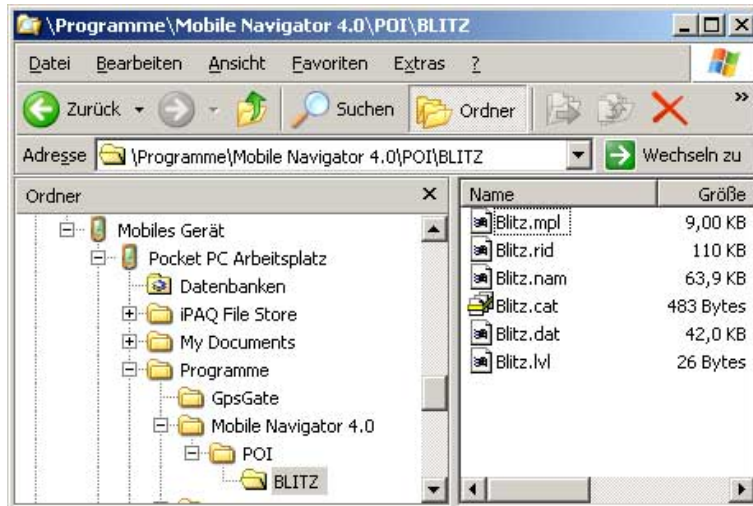 \Programme\Mobile Navigator 4.0\POI\BLITZ
Datei Bearbeiten Ansicht Favoriten Extras ?
Zurück Suchen Ordner »
Adresse \Programme\Mobile Navigator 4.0\POI\BLITZ Wechseln zu
Ordner
Mobiles Gerät
Pocket PC Arbeitsplatz
Datenbanken
iPAQ File Store
My Documents
Programme
GpsGate
Mobile Navigator 4.0
POI
BLITZ
Name Größe
Blitz.mpl 9,00 KB
Blitz.rid 110 KB
Blitz.nam 63,9 KB
Blitz.cat 483 Bytes
Blitz.dat 42,0 KB
Blitz.lvl 26 Bytes